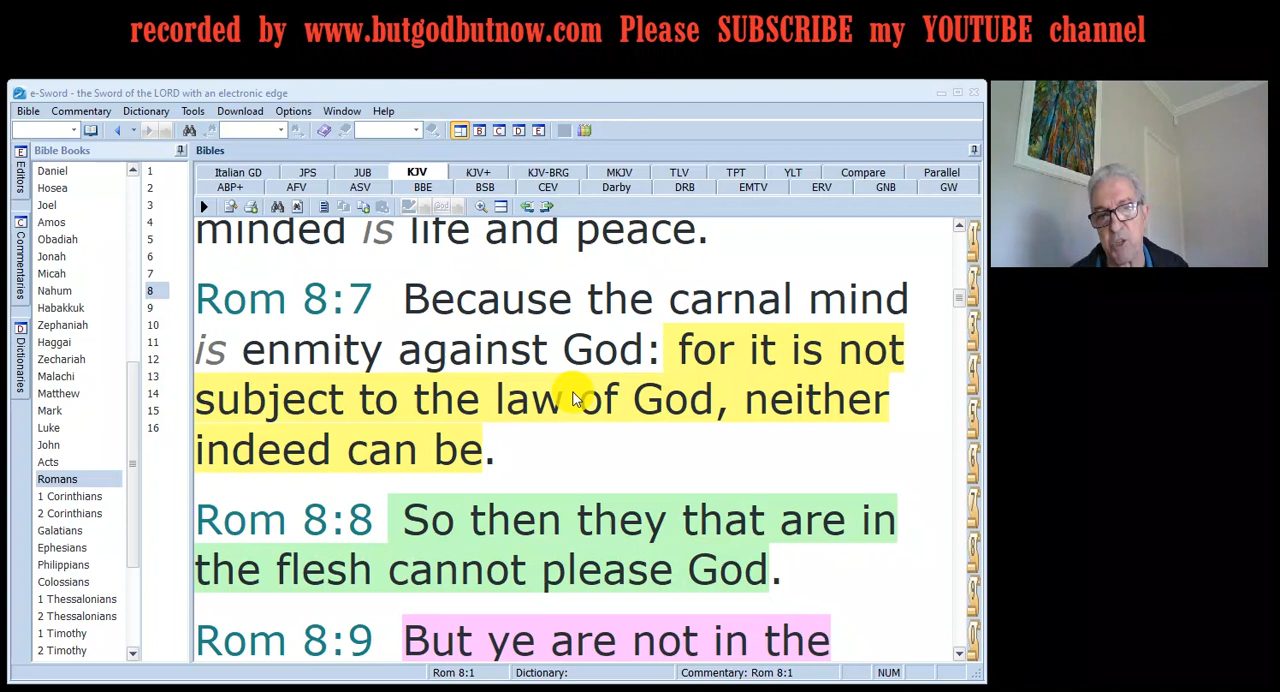 recorded by www.butgodbutnow.com Please SUBSCRIBE my YOUTUBE channel
e-Sword - the Sword of the LORD with an electronic edge
Bible Commentary Dictionary Tools Download Options Window Help
B C D E
Bible Books
Bibles
E Editors
C Commentaries
D Dictionaries
Daniel
Hosea
Joel
Amos
Obadiah
Jonah
Micah
Nahum
Habakkuk
Zephaniah
Haggai
Zechariah
Malachi
Matthew
Mark
Luke
John
Acts
Romans
1 Corinthians
2 Corinthians
Galatians
Ephesians
Philippians
Colossians
1 Thessalonians
2 Thessalonians
1 Timothy
2 Timothy
1
2
3
4
5
6
7
8
9
10
11
12
13
14
15
16
Italian GD JPS JUB KJV KJV+ KJV-BRG MKJV TLV TPT YLT Compare Parallel
ABP+ AFV ASV BBE BSB CEV Darby DRB EMTV ERV GNB GW
minded is life and peace.
Rom 8:7 Because the carnal mind
is enmity against God: for it is not
subject to the law of God, neither
indeed can be.
Rom 8:8 So then they that are in
the flesh cannot please God.
Rom 8:9 But ye are not in the
Rom 8:1 Dictionary: Commentary: Rom 8:1 NUM